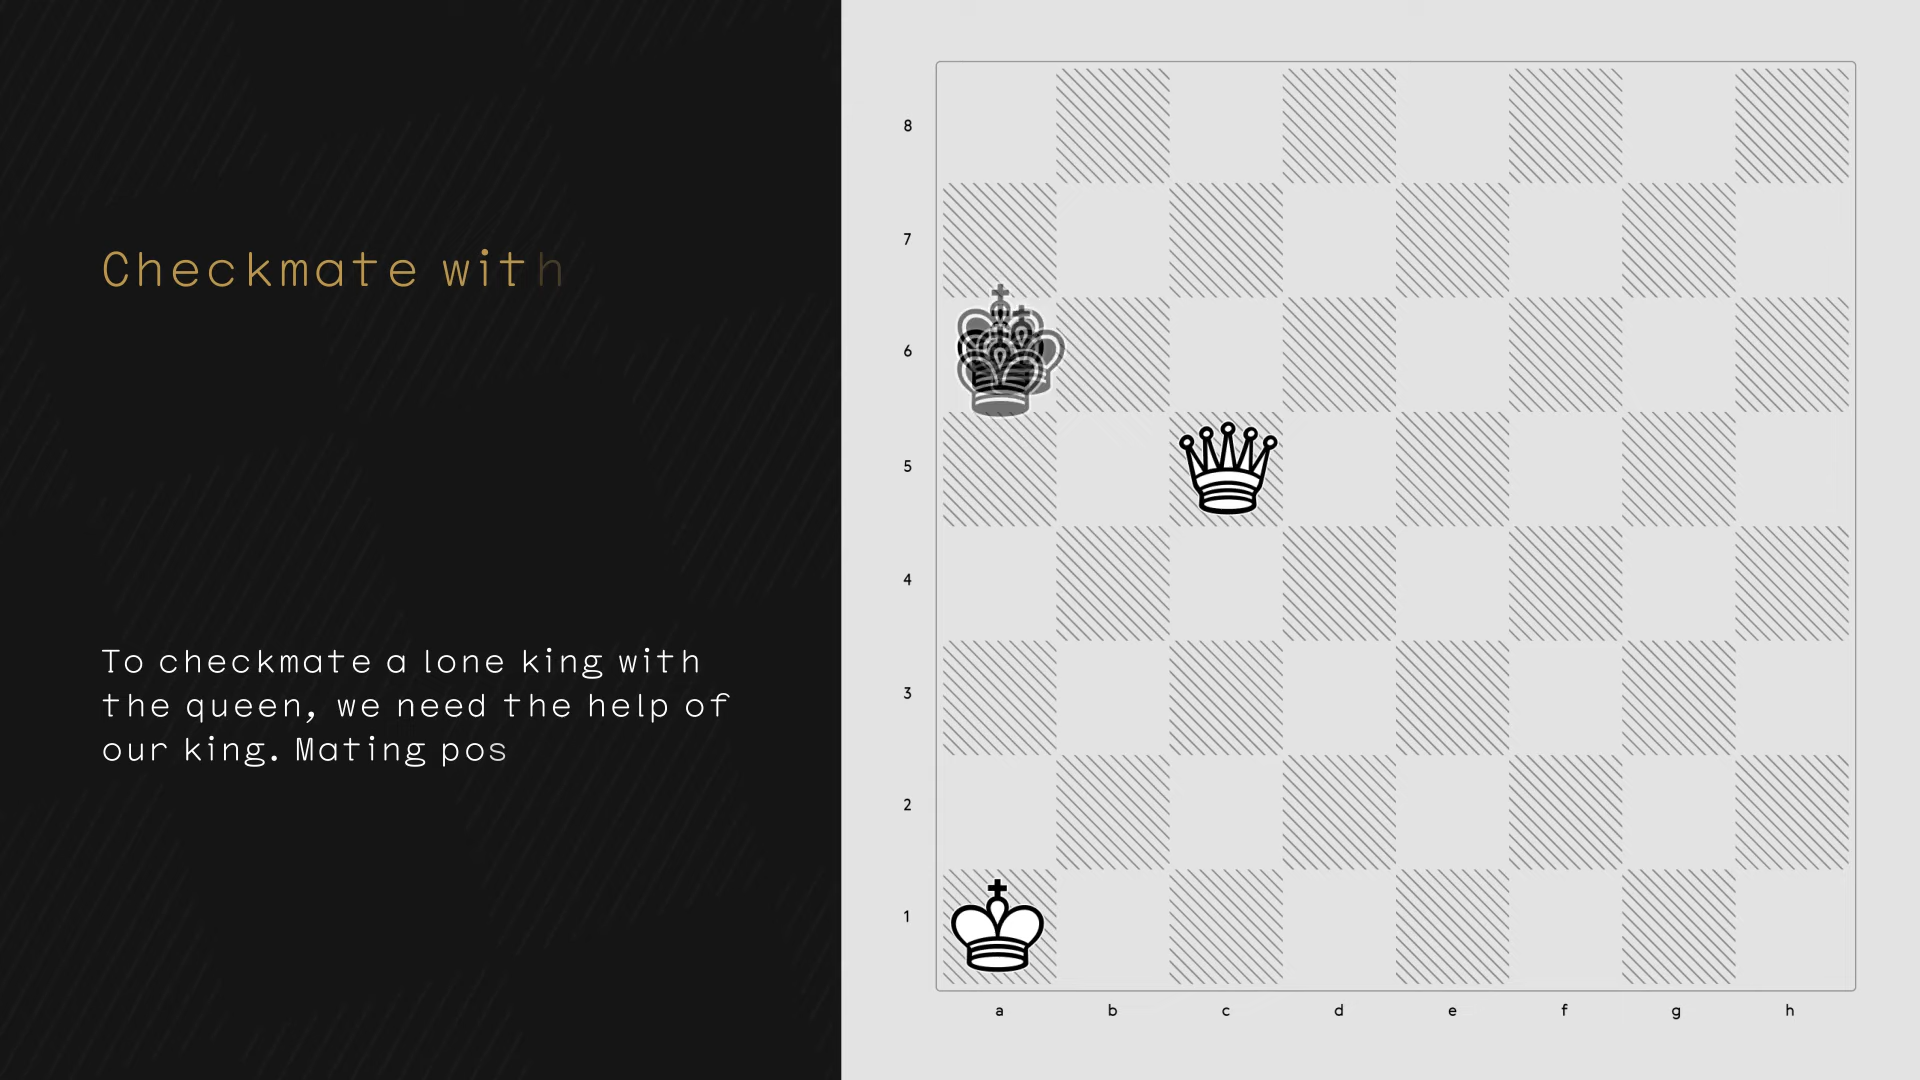 Checkmate with
To checkmate a lone king with
the queen, we need the help of
our king. Mating pos
8
7
6
5
4
3
2
1
a b c d e f g h